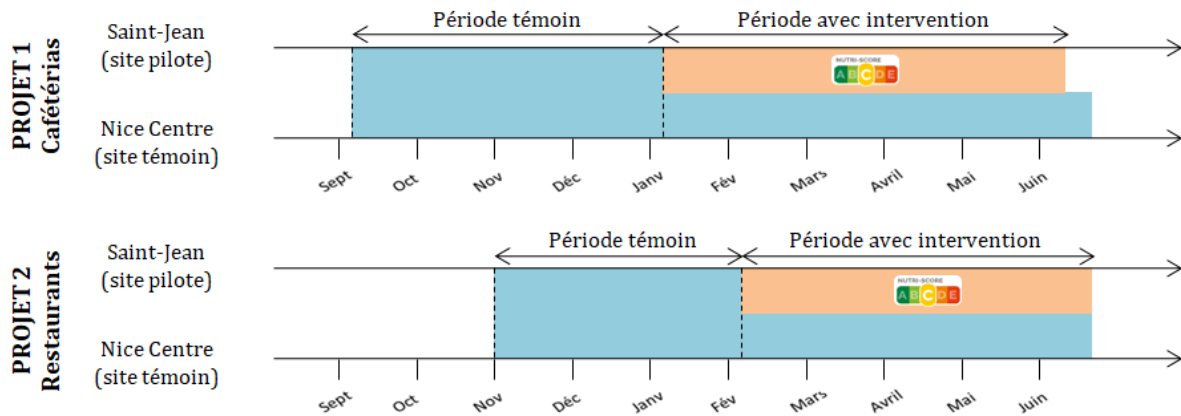 PROJET 1
Cafétérias
Saint-Jean
(site pilote)
Période témoin
Période avec intervention
NUTRI-SCORE
A B C D E
Nice Centre
(site témoin)
Sept
Oct
Nov
Déc
Janv
Fév
Mars
Avril
Mai
Juin
PROJET 2
Restaurants
Saint-Jean
(site pilote)
Période témoin
Période avec intervention
NUTRI-SCORE
A B C D E
Nice Centre
(site témoin)
Sept
Oct
Nov
Déc
Janv
Fév
Mars
Avril
Mai
Juin